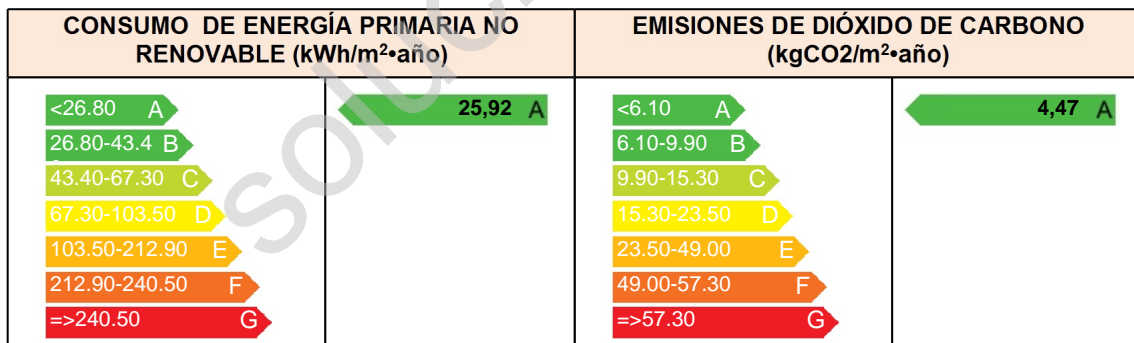 CONSUMO DE ENERGÍA PRIMARIA NO
RENOVABLE (kWh/m²•año)
<26.80 A
26.80-43.4 B
43.40-67.30 C
67.30-103.50 D
103.50-212.90 E
212.90-240.50 F
=>240.50 G
25,92 A
EMISIONES DE DIÓXIDO DE CARBONO
(kgCO2/m²•año)
<6.10 A
6.10-9.90 B
9.90-15.30 C
15.30-23.50 D
23.50-49.00 E
49.00-57.30 F
=>57.30 G
4,47 A
soluc